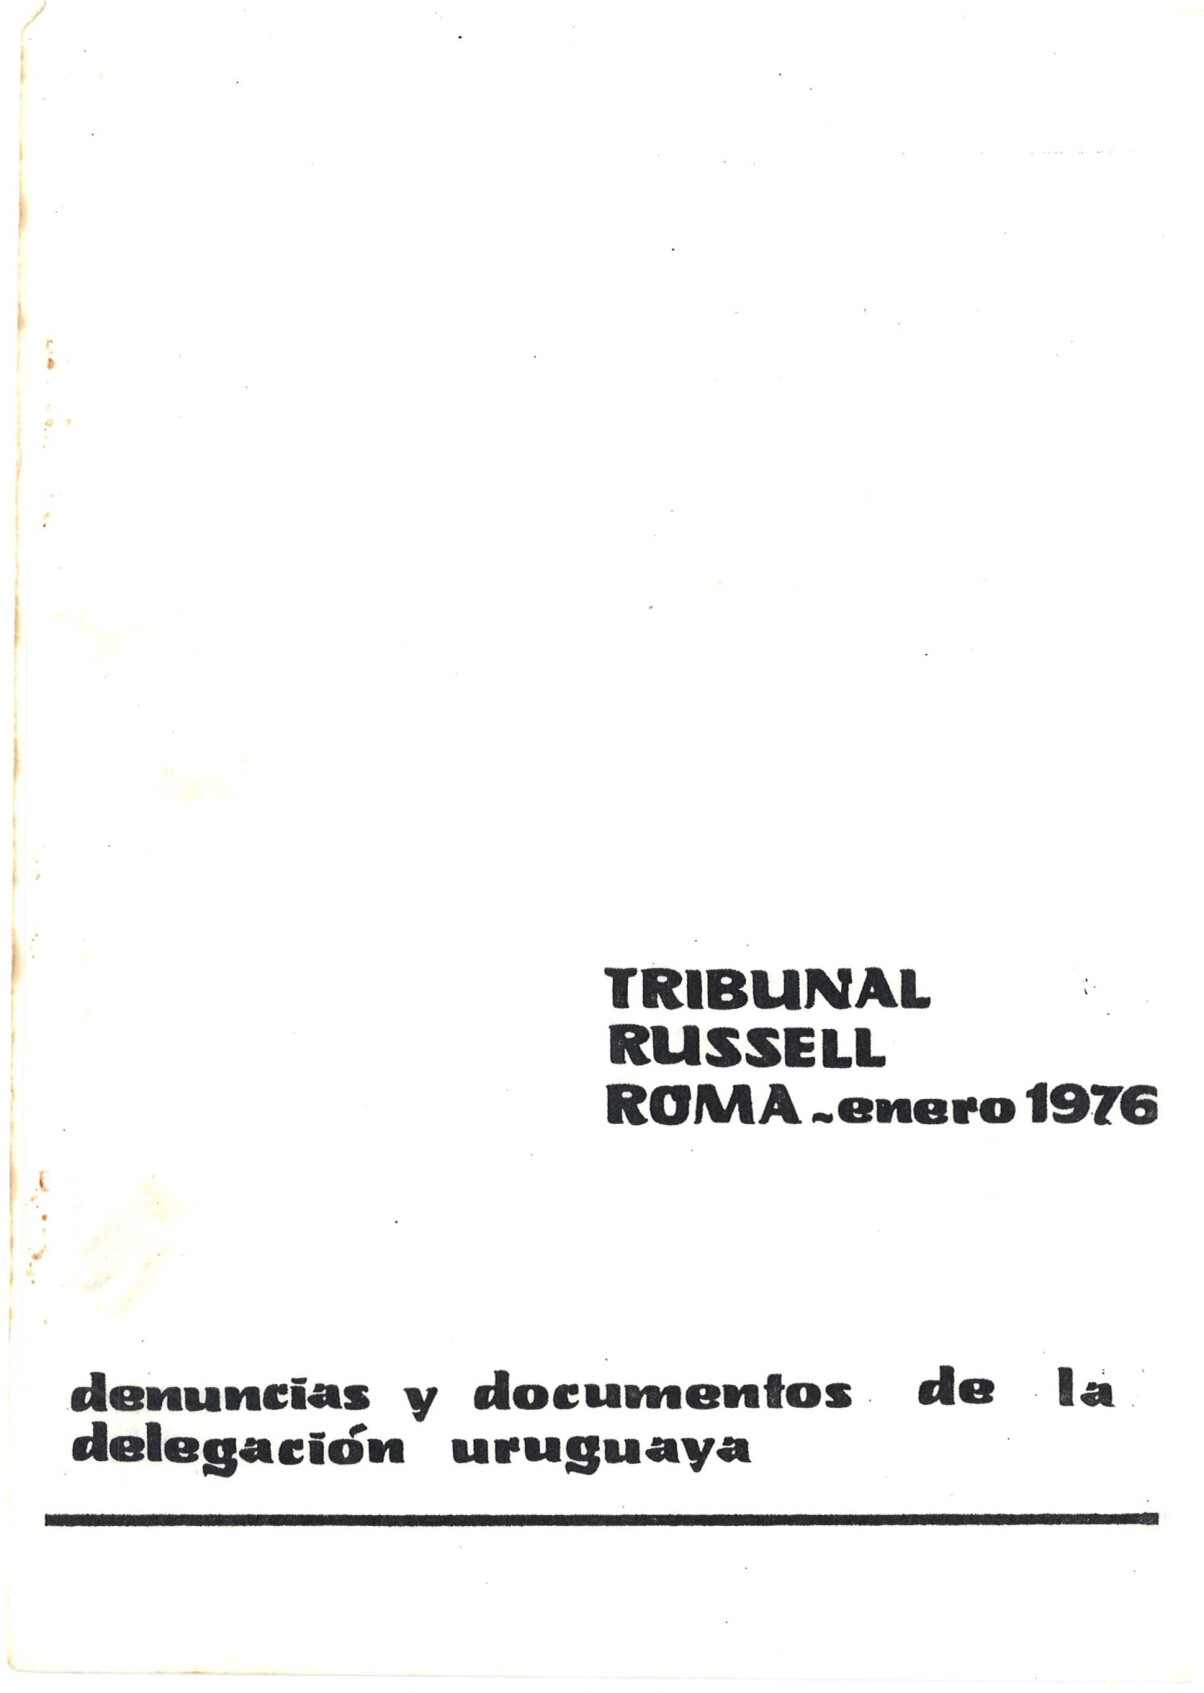 TRIBUNAL
RUSSELL
ROMA~enero 1976
denuncias y documentos de la
delegación uruguaya